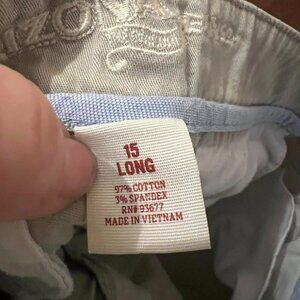 15
LONG
97% COTTON
3% SPANDEX
RN# 93677
MADE IN VIETNAM